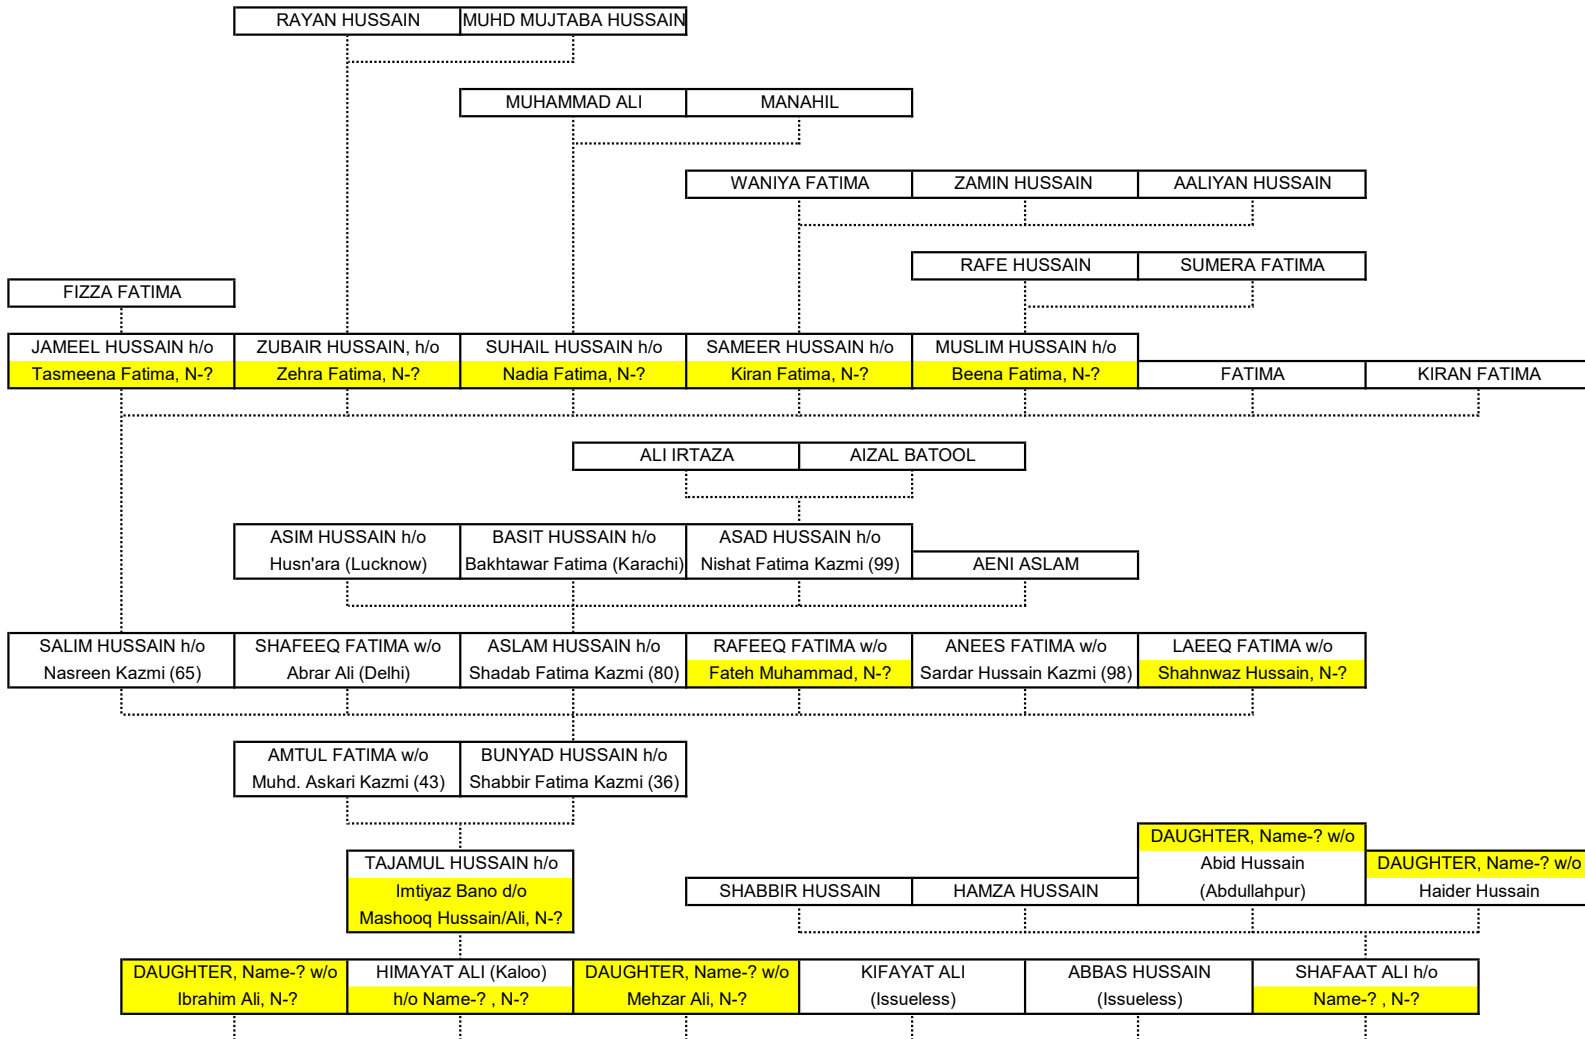 RAYAN HUSSAIN
MUHD MUJTABA HUSSAIN
MUHAMMAD ALI
MANAHIL
WANIYA FATIMA
ZAMIN HUSSAIN
AALIYAN HUSSAIN
RAFE HUSSAIN
SUMERA FATIMA
FIZZA FATIMA
JAMEEL HUSSAIN h/o
Tasmeena Fatima, N-?
ZUBAIR HUSSAIN, h/o
Zehra Fatima, N-?
SUHAIL HUSSAIN h/o
Nadia Fatima, N-?
SAMEER HUSSAIN h/o
Kiran Fatima, N-?
MUSLIM HUSSAIN h/o
Beena Fatima, N-?
FATIMA
KIRAN FATIMA
ALI IRTAZA
AIZAL BATOOL
ASIM HUSSAIN h/o
Husn'ara (Lucknow)
BASIT HUSSAIN h/o
Bakhtawar Fatima (Karachi)
ASAD HUSSAIN h/o
Nishat Fatima Kazmi (99)
AENI ASLAM
SALIM HUSSAIN h/o
Nasreen Kazmi (65)
SHAFEEQ FATIMA w/o
Abrar Ali (Delhi)
ASLAM HUSSAIN h/o
Shadab Fatima Kazmi (80)
RAFEEQ FATIMA w/o
Fateh Muhammad, N-?
ANEES FATIMA w/o
Sardar Hussain Kazmi (98)
LAEEQ FATIMA w/o
Shahnwaz Hussain, N-?
AMTUL FATIMA w/o
Muhd. Askari Kazmi (43)
BUNYAD HUSSAIN h/o
Shabbir Fatima Kazmi (36)
TAJAMUL HUSSAIN h/o
Imtiyaz Bano d/o
Mashooq Hussain/Ali, N-?
SHABBIR HUSSAIN
HAMZA HUSSAIN
DAUGHTER, Name-? w/o
Abid Hussain
(Abdullahpur)
DAUGHTER, Name-? w/o
Haider Hussain
DAUGHTER, Name-? w/o
Ibrahim Ali, N-?
HIMAYAT ALI (Kaloo)
h/o Name-? , N-?
DAUGHTER, Name-? w/o
Mehzar Ali, N-?
KIFAYAT ALI
(Issueless)
ABBAS HUSSAIN
(Issueless)
SHAFAAT ALI h/o
Name-? , N-?